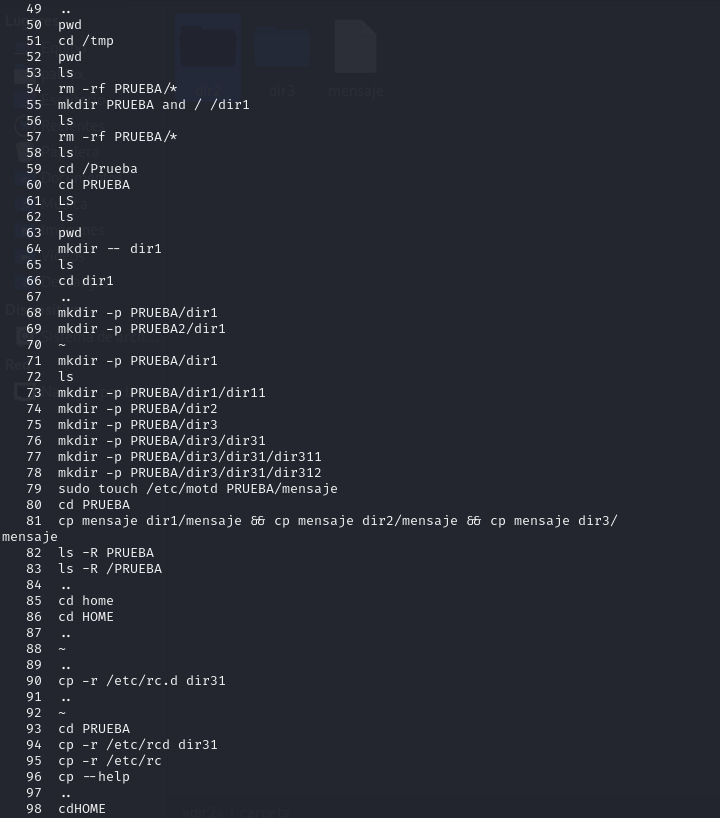 49 ..
50 pwd
51 cd /tmp
52 pwd
53 ls
54 rm -rf PRUEBA/*
55 mkdir PRUEBA and / /dir1
56 ls
57 rm -rf PRUEBA/*
58 ls
59 cd /Prueba
60 cd PRUEBA
61 LS
62 ls
63 pwd
64 mkdir -- dir1
65 ls
66 cd dir1
67 ..
68 mkdir -p PRUEBA/dir1
69 mkdir -p PRUEBA2/dir1
70 ~
71 mkdir -p PRUEBA/dir1
72 ls
73 mkdir -p PRUEBA/dir1/dir11
74 mkdir -p PRUEBA/dir2
75 mkdir -p PRUEBA/dir3
76 mkdir -p PRUEBA/dir3/dir31
77 mkdir -p PRUEBA/dir3/dir31/dir311
78 mkdir -p PRUEBA/dir3/dir31/dir312
79 sudo touch /etc/motd PRUEBA/mensaje
80 cd PRUEBA
81 cp mensaje dir1/mensaje && cp mensaje dir2/mensaje && cp mensaje dir3/
mensaje
82 ls -R PRUEBA
83 ls -R /PRUEBA
84 ..
85 cd home
86 cd HOME
87 ..
88 ~
89 ..
90 cp -r /etc/rc.d dir31
91 ..
92 ~
93 cd PRUEBA
94 cp -r /etc/rcd dir31
95 cp -r /etc/rc
96 cp --help
97 ..
98 cdHOME
dir3
mensaje